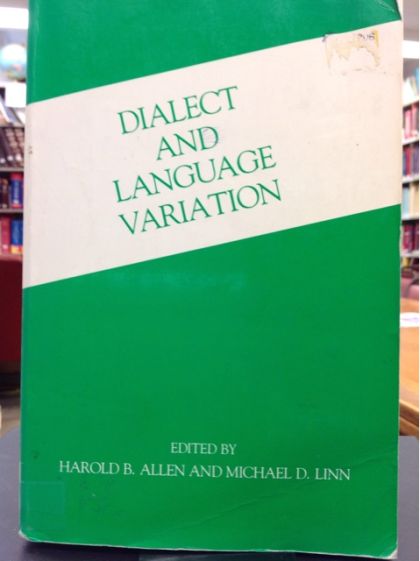 DIALECT
AND
LANGUAGE
VARIATION
EDITED BY
HAROLD B. ALLEN AND MICHAEL D. LINN